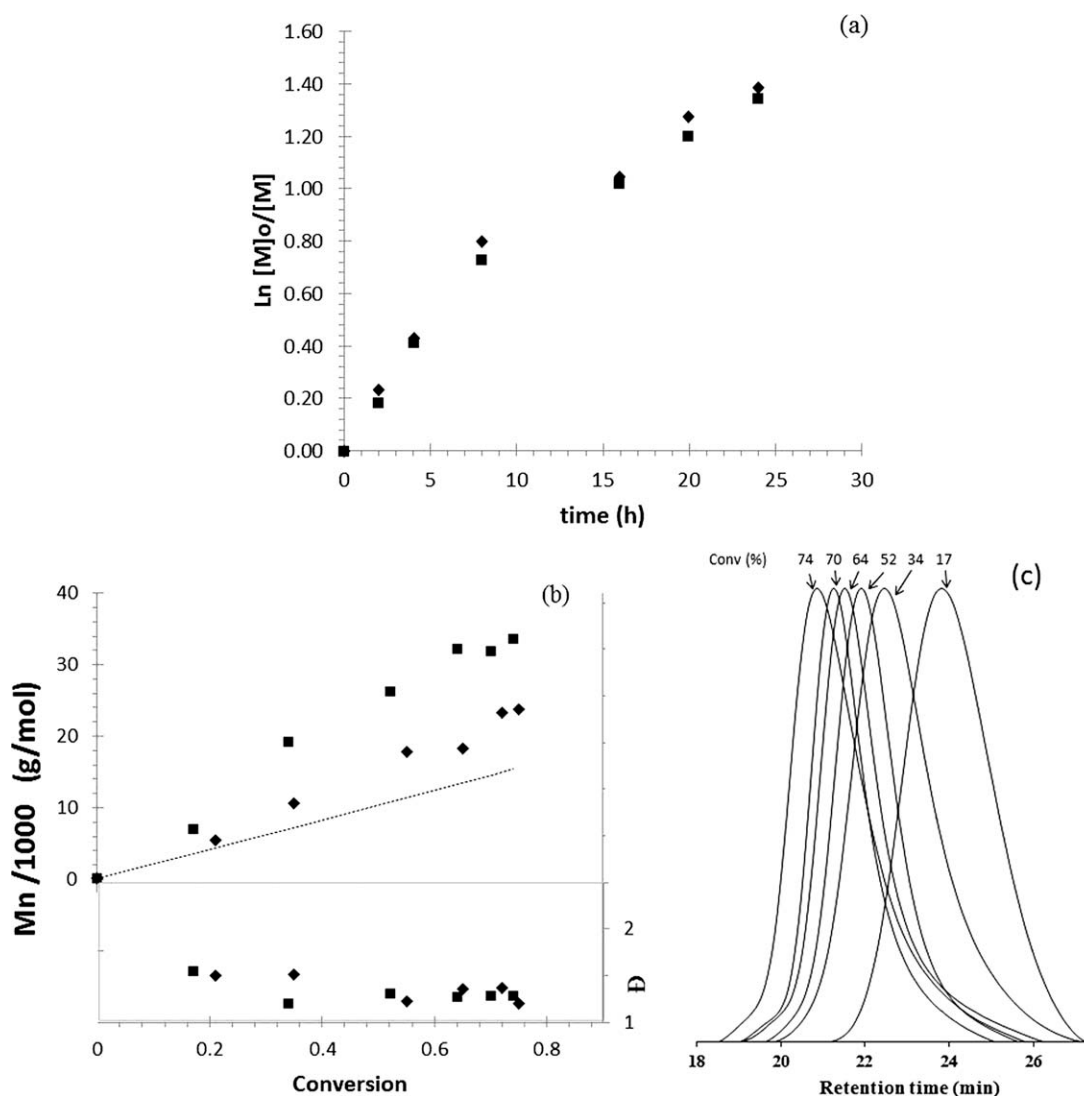 (a)
1.60
1.40
1.20
1.00
0.80
0.60
0.40
0.20
0.00
Ln [M]o/[M]
0 5 10 15 20 25 30
time (h)
(b)
40
30
20
10
0
Mn /1000 (g/mol)
2
1
Đ
0 0.2 0.4 0.6 0.8
Conversion
(c)
Conv (%) 74 70 64 52 34 17
18 20 22 24 26
Retention time (min)